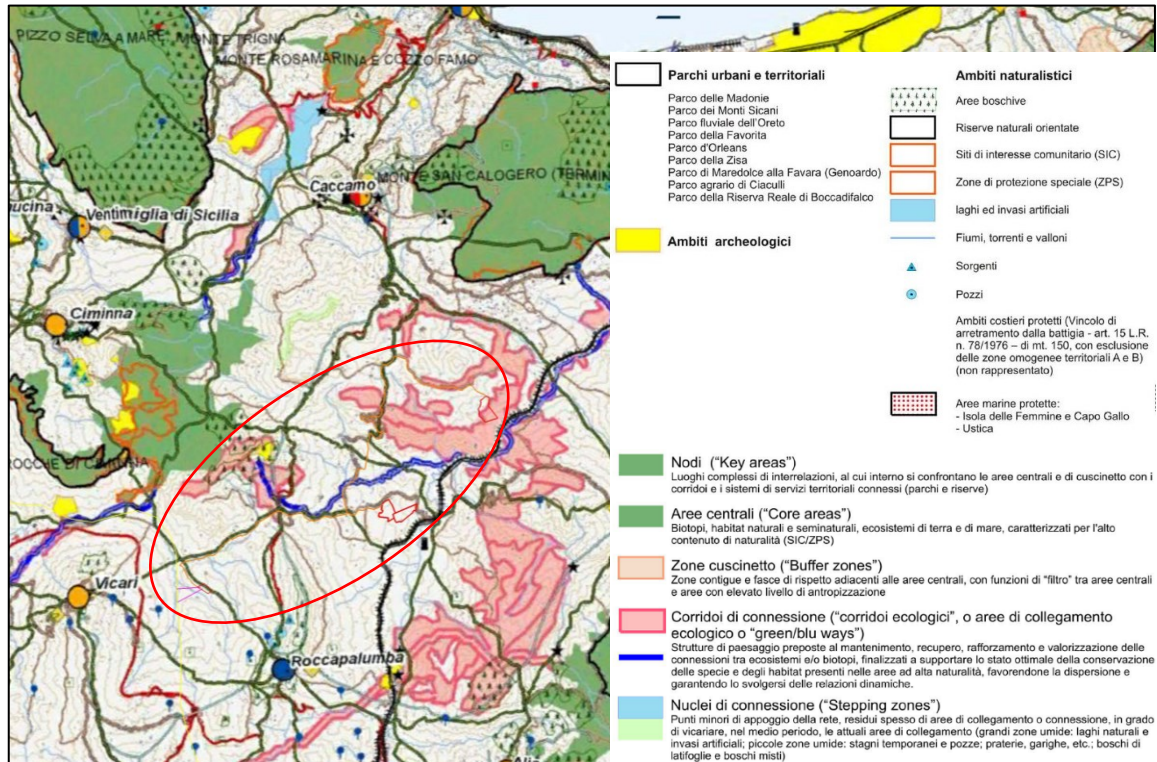 PIZZO SELVA A MARE, MONTE TRIGNA
MONTE ROSAMARINA E COZZO FAMO
Caccamo
MONTE SAN CALOGERO (TERMIN
ucina
Ventimiglia di Sicilia
Ciminna
ROCCHE DI CIMINNA
Vicari
Roccapalumba
Parchi urbani e territoriali
Parco delle Madonie
Parco dei Monti Sicani
Parco fluviale dell'Oreto
Parco della Favorita
Parco d'Orleans
Parco della Zisa
Parco di Maredolce alla Favara (Genoardo)
Parco agrario di Ciaculli
Parco della Riserva Reale di Boccadifalco
Ambiti archeologici
Ambiti naturalistici
Aree boschive
Riserve naturali orientate
Siti di interesse comunitario (SIC)
Zone di protezione speciale (ZPS)
laghi ed invasi artificiali
Fiumi, torrenti e valloni
Sorgenti
Pozzi
Ambiti costieri protetti (Vincolo di
arretramento dalla battigia - art. 15 L.R.
n. 78/1976 – di mt. 150, con esclusione
delle zone omogenee territoriali A e B)
(non rappresentato)
Aree marine protette:
- Isola delle Femmine e Capo Gallo
- Ustica
Nodi ("Key areas")
Luoghi complessi di interrelazioni, al cui interno si confrontano le aree centrali e di cuscinetto con i
corridoi e i sistemi di servizi territoriali connessi (parchi e riserve)
Aree centrali ("Core areas")
Biotopi, habitat naturali e seminaturali, ecosistemi di terra e di mare, caratterizzati per l'alto
contenuto di naturalità (SIC/ZPS)
Zone cuscinetto ("Buffer zones")
Zone contigue e fasce di rispetto adiacenti alle aree centrali, con funzioni di "filtro" tra aree centrali
e aree con elevato livello di antropizzazione
Corridoi di connessione ("corridoi ecologici", o aree di collegamento
ecologico o "green/blu ways")
Strutture di paesaggio preposte al mantenimento, recupero, rafforzamento e valorizzazione delle
connessioni tra ecosistemi e/o biotopi, finalizzati a supportare lo stato ottimale della conservazione
delle specie e degli habitat presenti nelle aree ad alta naturalità, favorendone la dispersione e
garantendo lo svolgersi delle relazioni dinamiche.
Nuclei di connessione ("Stepping zones")
Punti minori di appoggio della rete, residui spesso di aree di collegamento o connessione, in grado
di vicariare, nel medio periodo, le attuali aree di collegamento (grandi zone umide: laghi naturali e
invasi artificiali; piccole zone umide: stagni temporanei e pozze; praterie, garighe, etc.; boschi di
latifoglie e boschi misti)